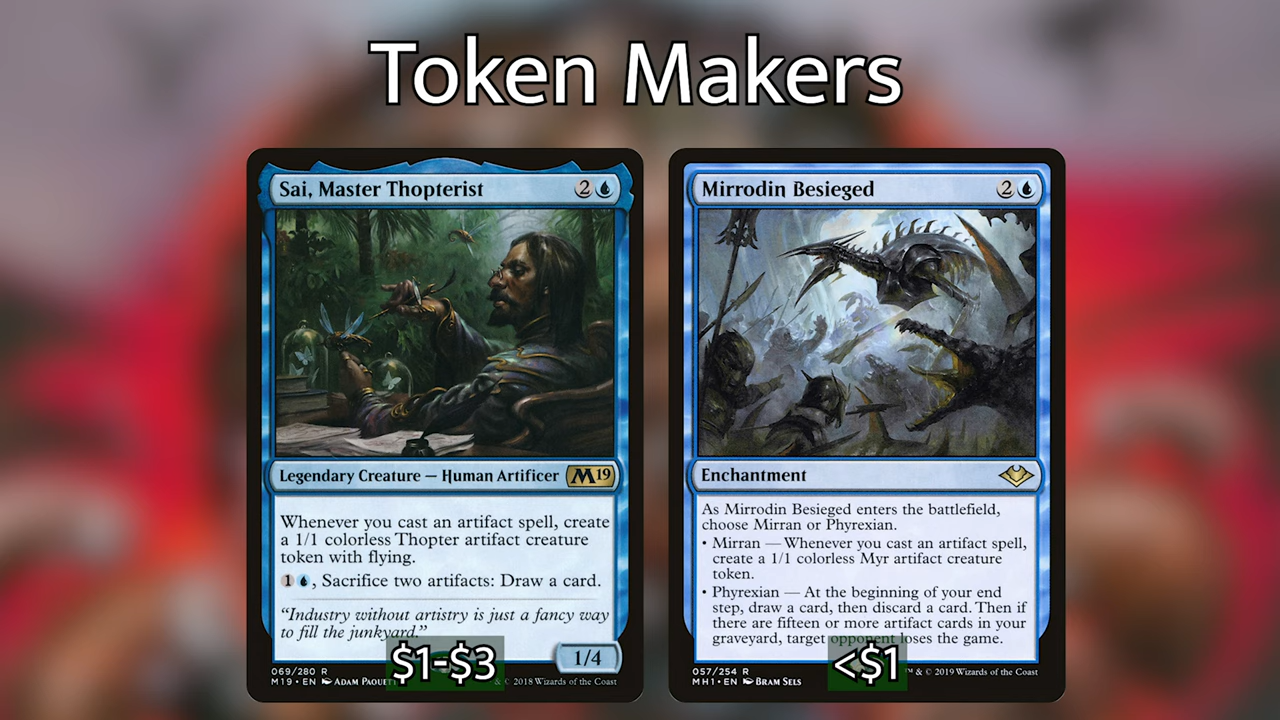 Token Makers
Sai, Master Thopterist 2
Legendary Creature — Human Artificer M19
Whenever you cast an artifact spell, create
a 1/1 colorless Thopter artifact creature
token with flying.
1 , Sacrifice two artifacts: Draw a card.
“Industry without artistry is just a fancy way
to fill the junkyard.”
1/4
$1-$3
069/280 R
M19 • EN ADAM & © 2018 Wizards of the Coast
Mirrodin Besieged 2
Enchantment
As Mirrodin Besieged enters the battlefield,
choose Mirran or Phyrexian.
• Mirran — Whenever you cast an artifact spell,
create a 1/1 colorless Myr artifact creature
token.
• Phyrexian — At the beginning of your end
step, draw a card, then discard a card. Then if
there are fifteen or more artifact cards in your
graveyard, target opponent loses the game.
<$1
057/254 R
MH1 • EN BRAM SELS ™ & © 2019 Wizards of the Coast